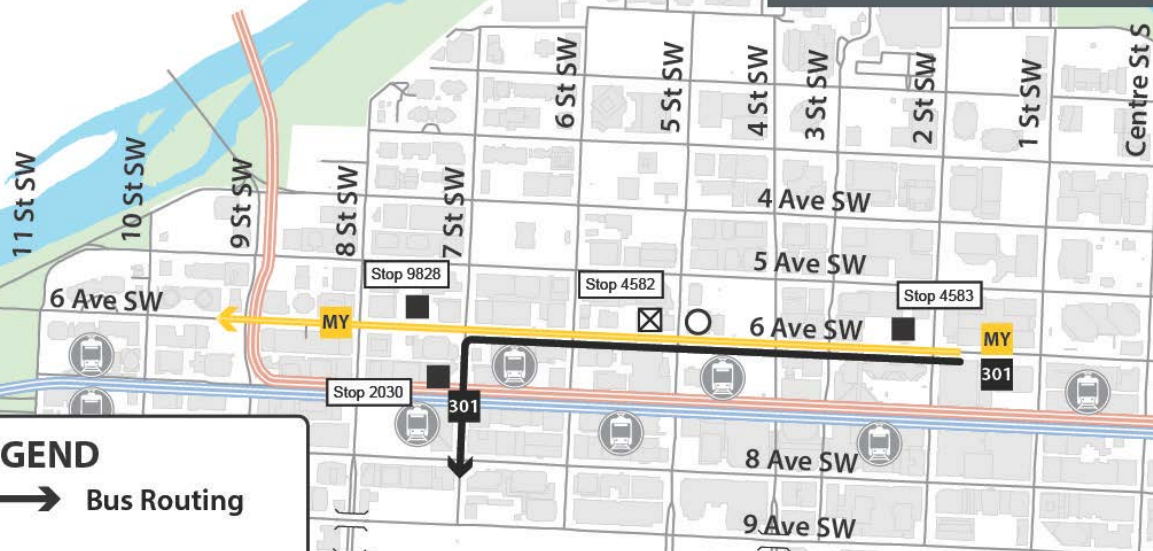 6 St SW
5 St SW
4 St SW
3 St SW
2 St SW
1 St SW
Centre St S
11 St SW
10 St SW
9 St SW
8 St SW
7 St SW
4 Ave SW
5 Ave SW
Stop 9828
Stop 4582
Stop 4583
6 Ave SW
MY
6 Ave SW
MY
301
Stop 2030
301
GEND
Bus Routing
8 Ave SW
9 Ave SW